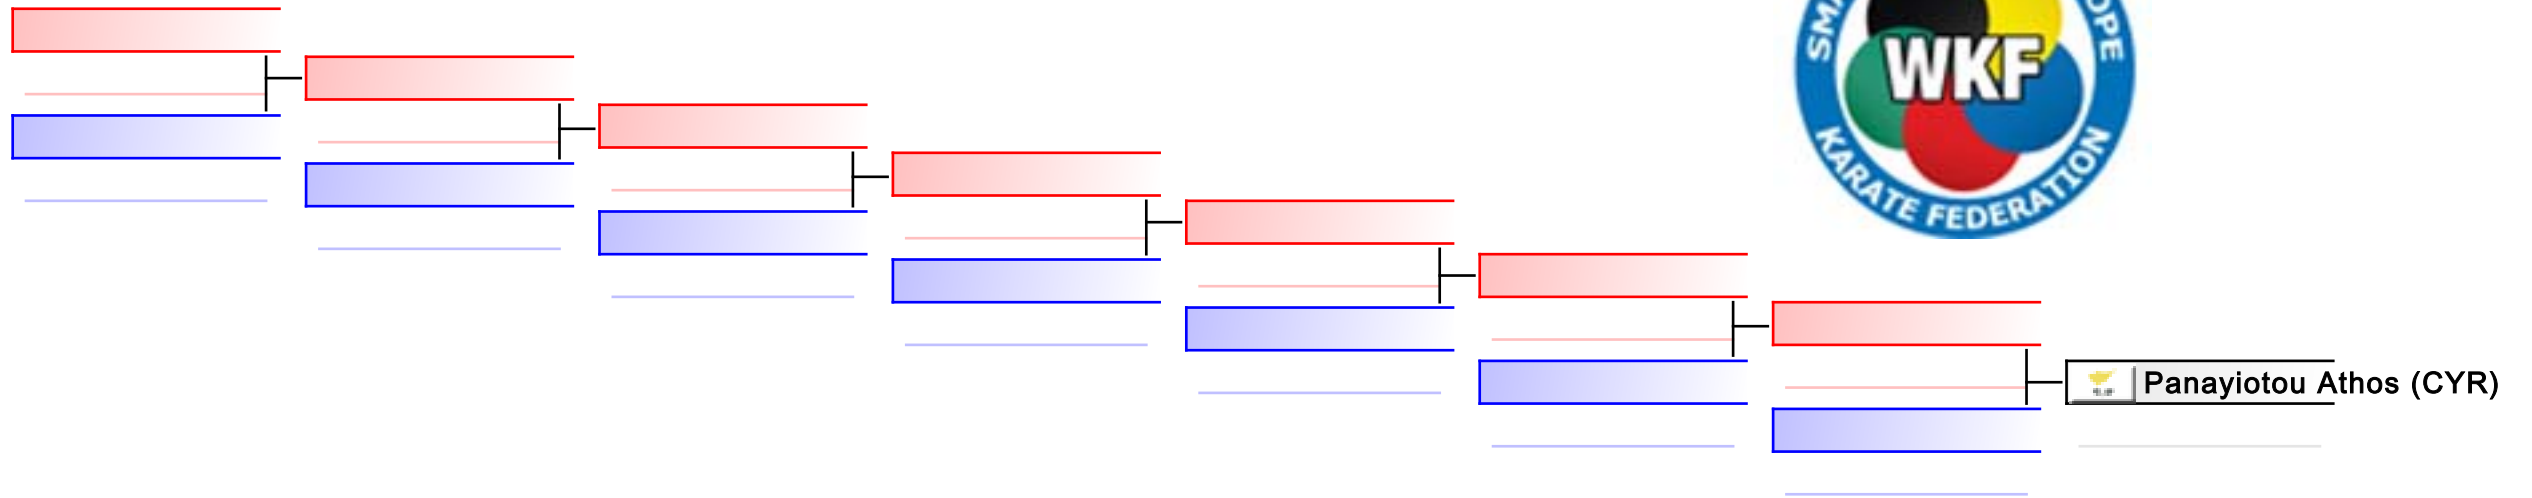 WKF
KARATE FEDERATION
Panayiotou Athos (CYR)